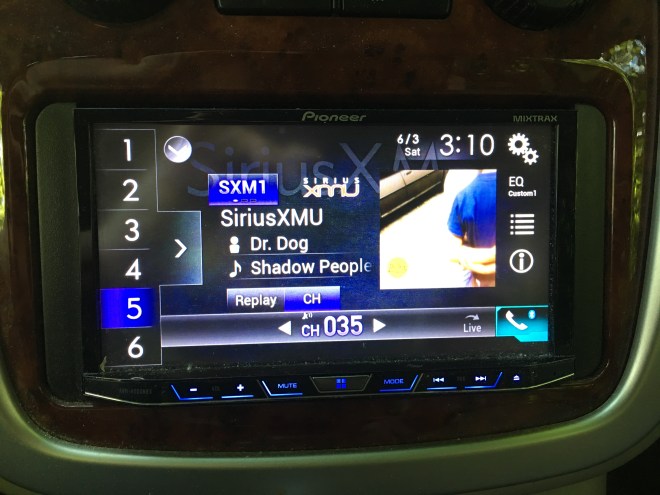 Pioneer
MIXTRAX
SiriusXM
6/3
Sat
3:10
1
2
3
4
5
6
SXM1
SIRIUS
xmu
SiriusXMU
Dr. Dog
Shadow People
EQ
Custom1
Replay
CH
CH 035
Live
- +
MUTE
MODE